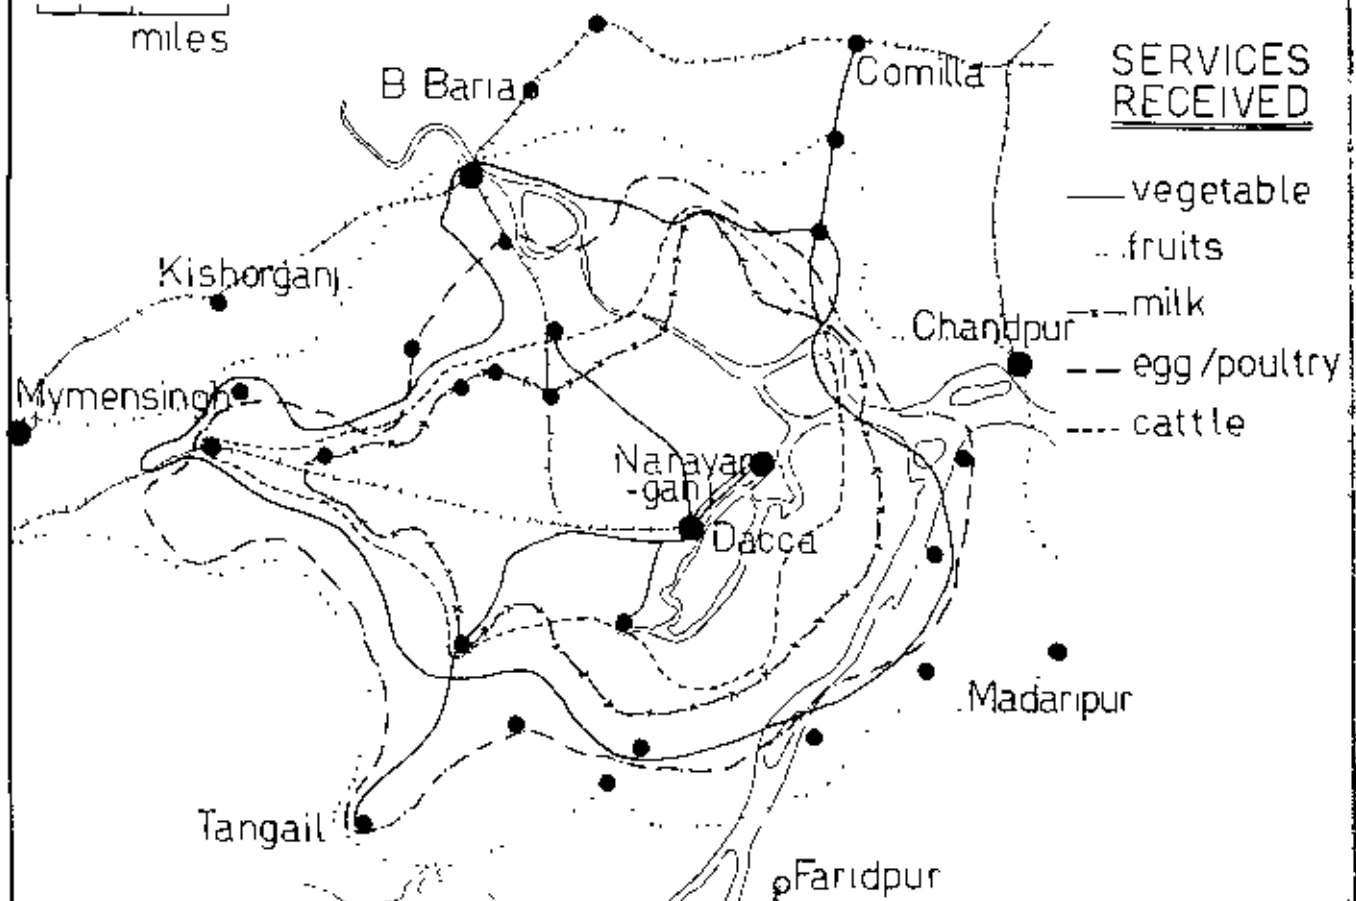 miles
B Baria
Comilla
SERVICES
RECEIVED
vegetable
fruits
Kishorganj
milk
Chandpur
egg/poultry
Mymensingh
cattle
Narayan
-ganj
Dacca
Madaripur
Tangail
Faridpur